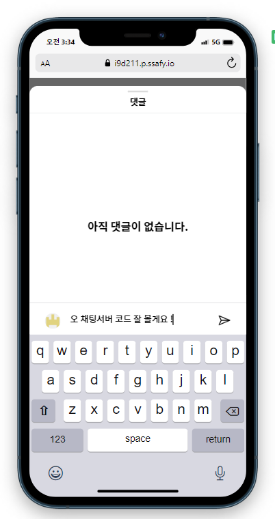 오전 3:34
5G
AA
i9d211.p.ssafy.io
댓글
아직 댓글이 없습니다.
오 채팅서버 코드 잘 볼게요 !
q w e r t y u i o p
a s d f g h j k l
z x c v b n m
123 space return